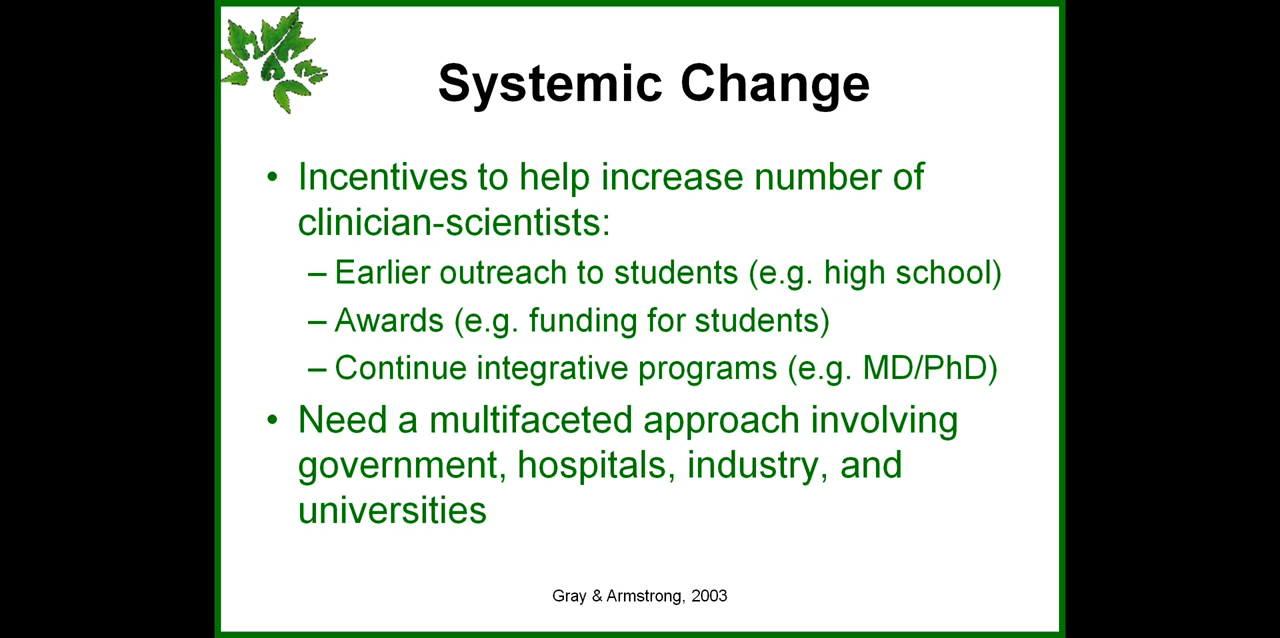 Systemic Change
• Incentives to help increase number of
clinician-scientists:
– Earlier outreach to students (e.g. high school)
– Awards (e.g. funding for students)
– Continue integrative programs (e.g. MD/PhD)
• Need a multifaceted approach involving
government, hospitals, industry, and
universities
Gray & Armstrong, 2003